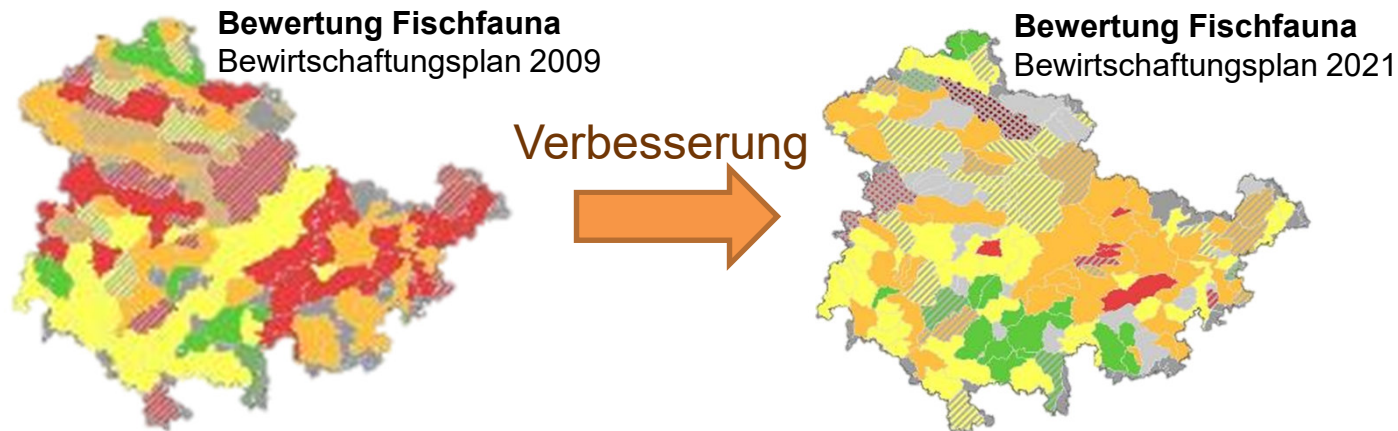 Bewertung Fischfauna
Bewirtschaftungsplan 2009
Verbesserung
Bewertung Fischfauna
Bewirtschaftungsplan 2021